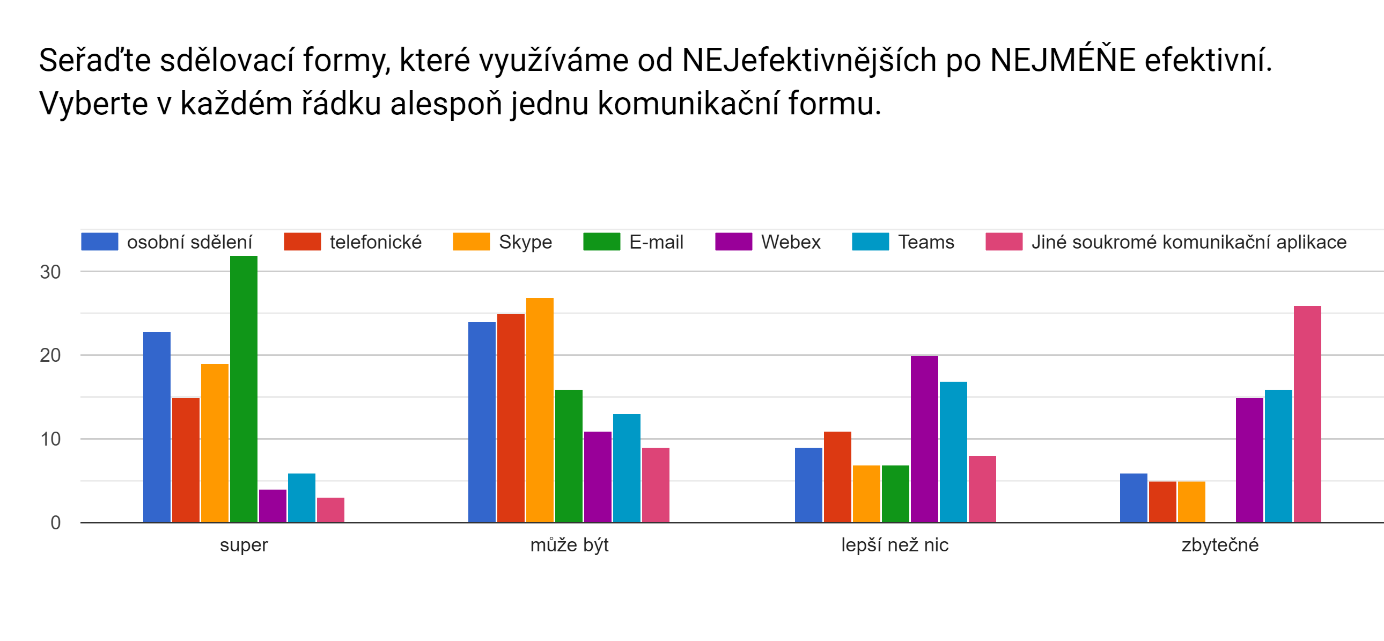 Seřaďte sdělovací formy, které využíváme od NEJefektivnějších po NEJMÉŇE efektivní.
Vyberte v každém řádku alespoň jednu komunikační formu.
osobní sdělení telefonické Skype E-mail Webex Teams Jiné soukromé komunikační aplikace
30
20
10
0
super může být lepší než nic zbytečné